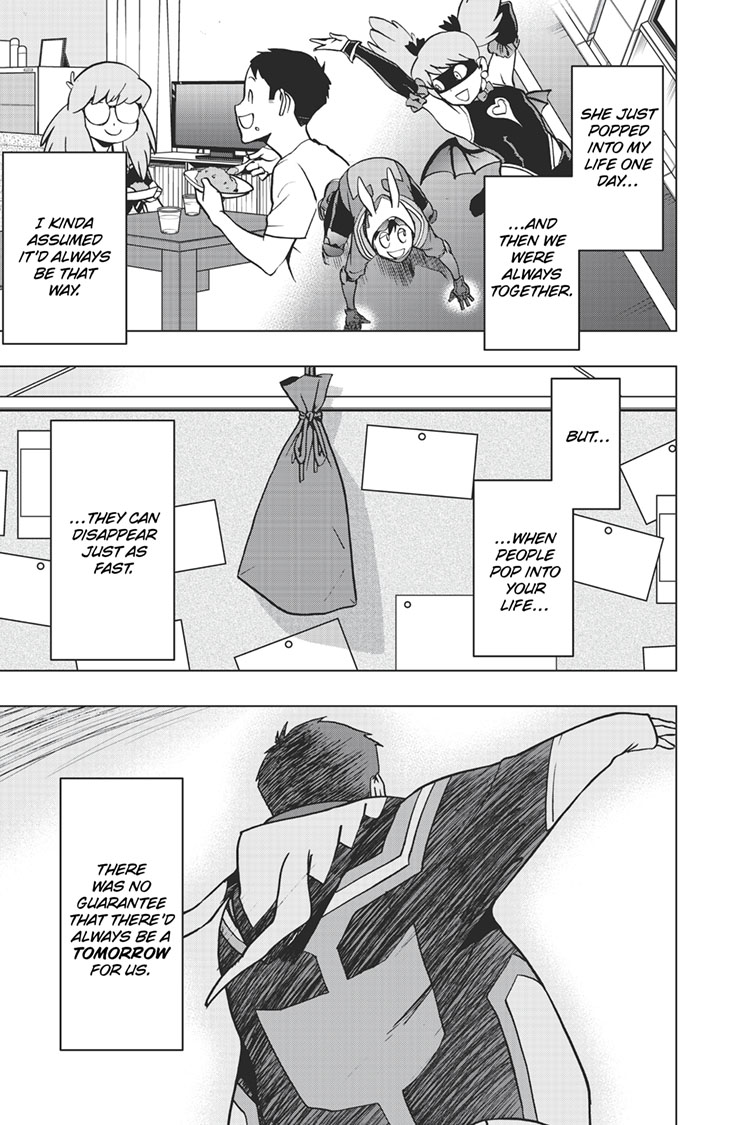 SHE JUST
POPPED
INTO MY
LIFE ONE
DAY...
...AND
THEN WE
WERE
ALWAYS
TOGETHER.
I KINDA
ASSUMED
IT'D ALWAYS
BE THAT
WAY.
BUT...
...WHEN
PEOPLE
POP INTO
YOUR
LIFE...
...THEY CAN
DISAPPEAR
JUST AS
FAST.
THERE
WAS NO
GUARANTEE
THAT THERE'D
ALWAYS BE A
TOMORROW
FOR US.